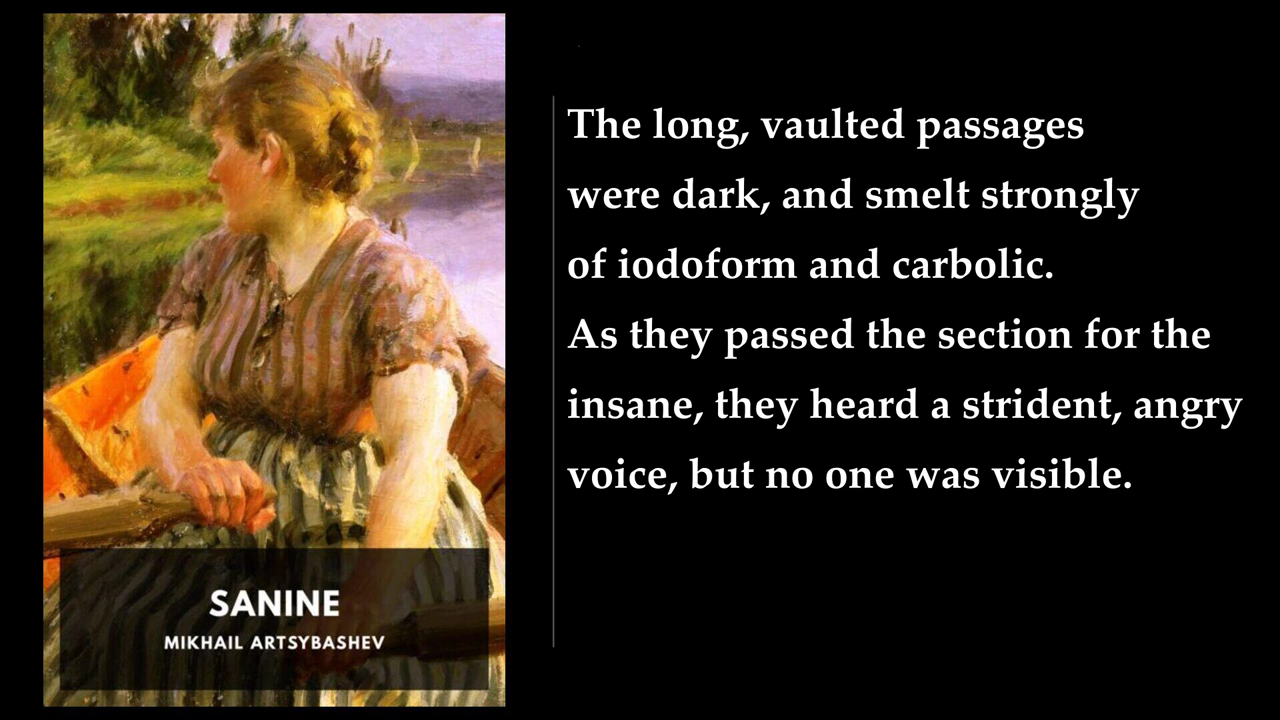 SANINE
MIKHAIL ARTSYBASHEV
The long, vaulted passages
were dark, and smelt strongly
of iodoform and carbolic.
As they passed the section for the
insane, they heard a strident, angry
voice, but no one was visible.